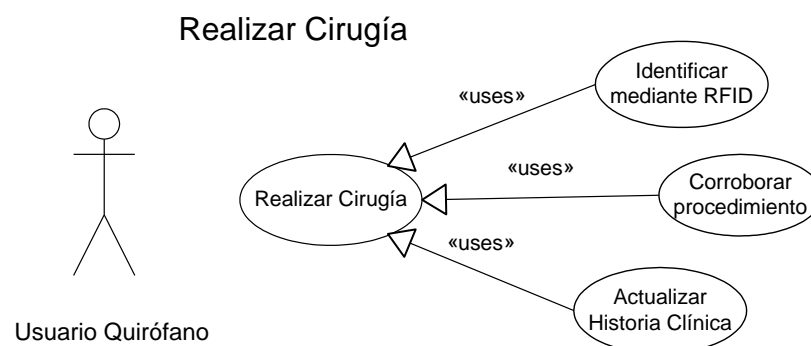 Realizar Cirugía
Identificar
mediante RFID
«uses»
«uses»
Corroborar
procedimiento
Realizar Cirugía
«uses»
Actualizar
Historia Clínica
Usuario Quirófano